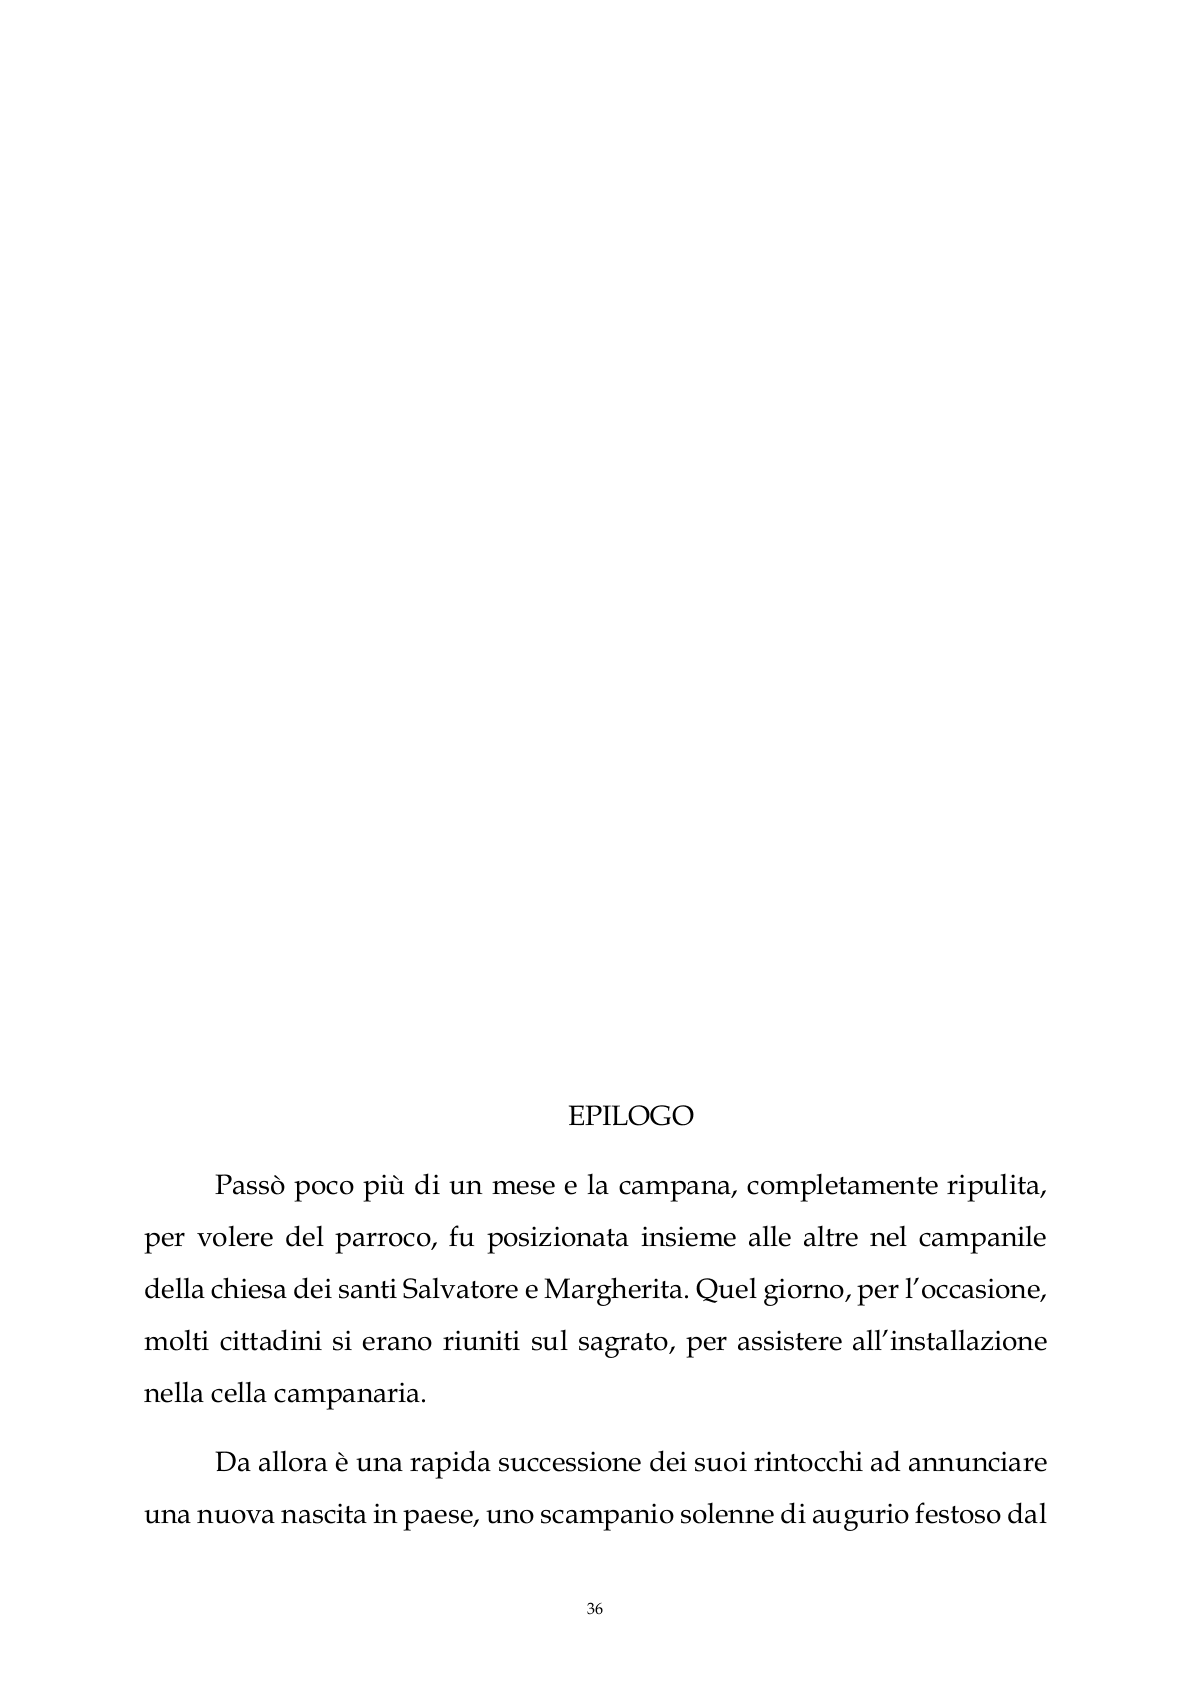 EPILOGO
Passò poco più di un mese e la campana, completamente ripulita,
per volere del parroco, fu posizionata insieme alle altre nel campanile
della chiesa dei santi Salvatore e Margherita. Quel giorno, per l’occasione,
molti cittadini si erano riuniti sul sagrato, per assistere all’installazione
nella cella campanaria.
Da allora è una rapida successione dei suoi rintocchi ad annunciare
una nuova nascita in paese, uno scampanio solenne di augurio festoso dal
36